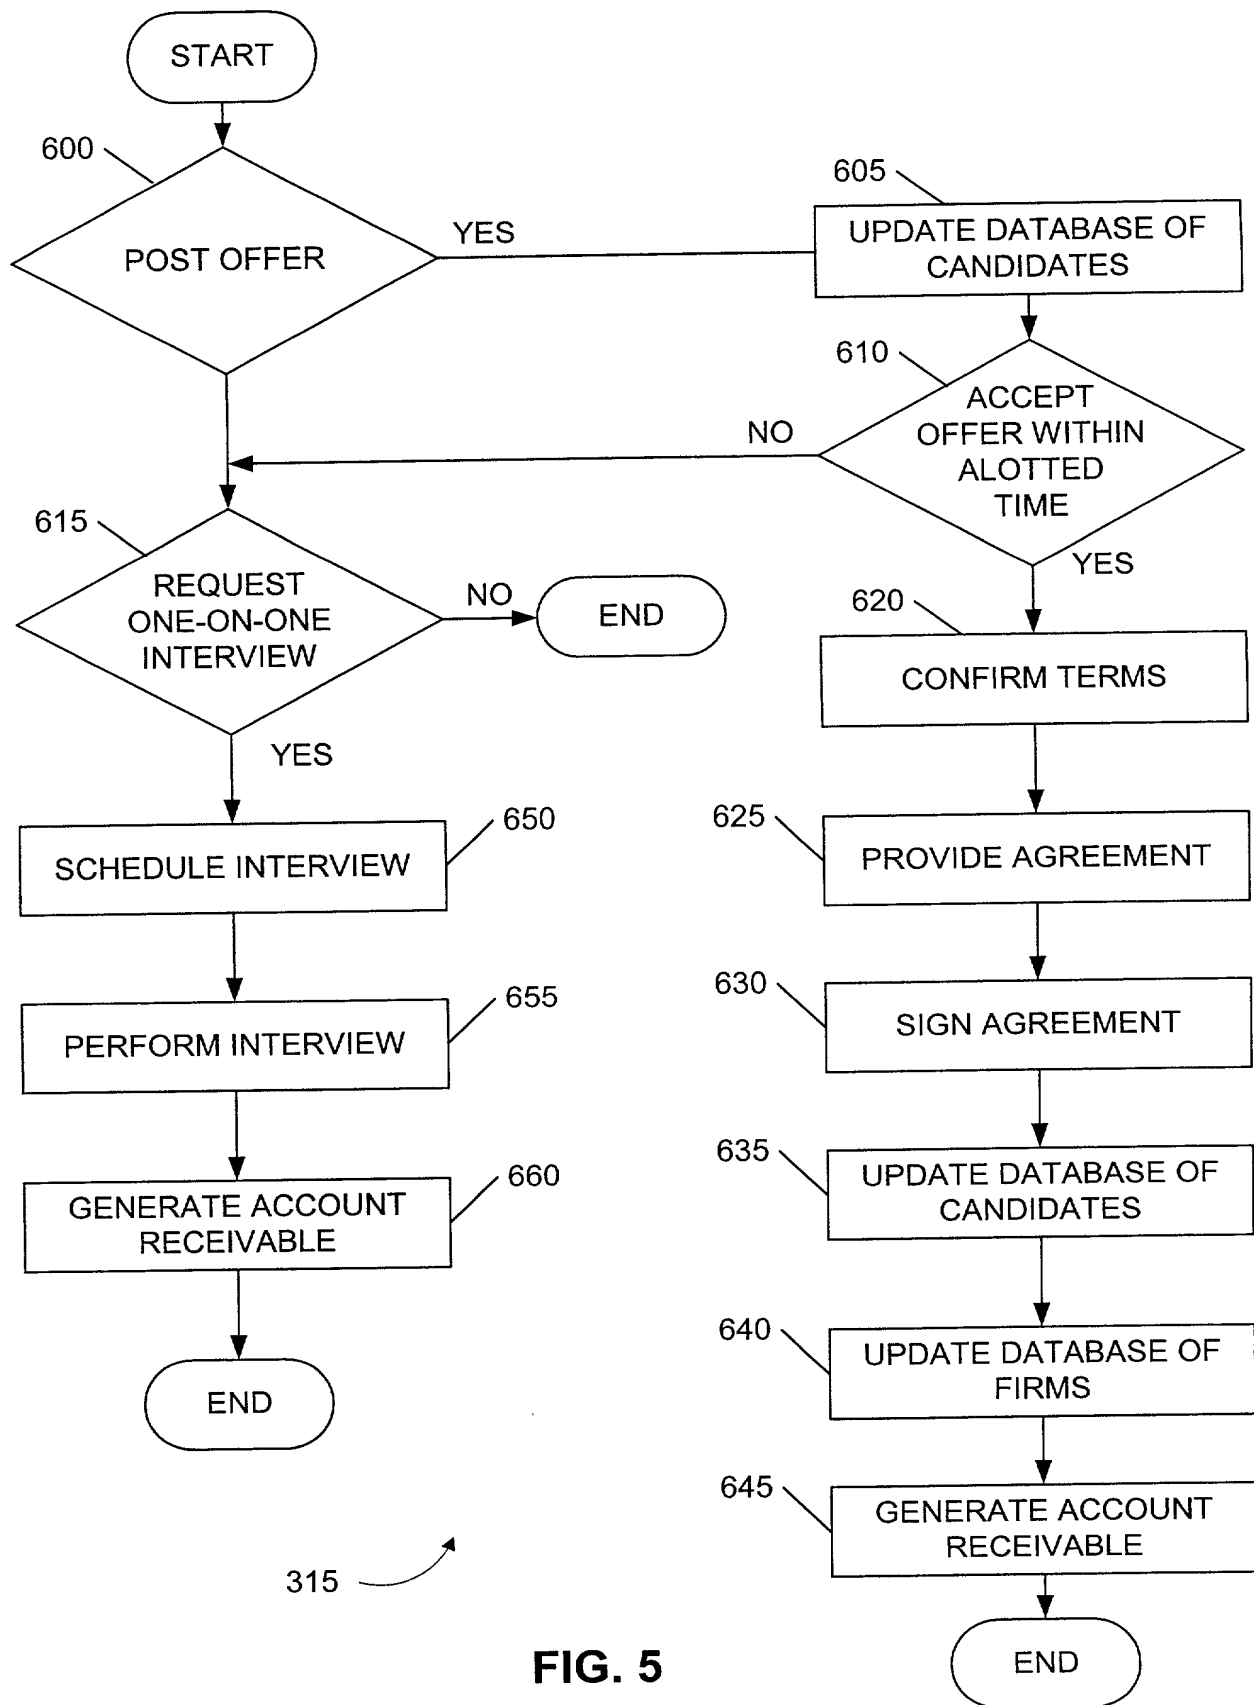 START
600
POST OFFER
YES
605
UPDATE DATABASE OF
CANDIDATES
610
ACCEPT
OFFER WITHIN
ALOTTED
TIME
NO
YES
615
REQUEST
ONE-ON-ONE
INTERVIEW
NO
END
YES
620
CONFIRM TERMS
650
SCHEDULE INTERVIEW
625
PROVIDE AGREEMENT
655
PERFORM INTERVIEW
630
SIGN AGREEMENT
660
GENERATE ACCOUNT
RECEIVABLE
635
UPDATE DATABASE OF
CANDIDATES
END
640
UPDATE DATABASE OF
FIRMS
645
GENERATE ACCOUNT
RECEIVABLE
315
END
FIG. 5